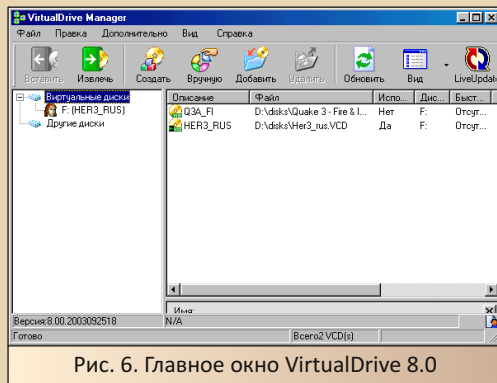 VirtualDrive Manager
Файл Правка Дополнительно Вид Справка
Вставить Извлечь Создать Вручную Добавить Удалить Обновить Вид LiveUpdate
Виртуальные диски
F: (HER3_RUS)
Другие диски
Описание Файл Испо... Дис... Быст...
Q3A_FI D:\disks\Quake 3 - Fire & I... Нет F: Отсут...
HER3_RUS D:\disks\Her3_rus.VCD Да F: Отсут...
Имя:
Версия:8.00.2003092518 N/A
Готово Всего2 VCD(s)
Рис. 6. Главное окно VirtualDrive 8.0